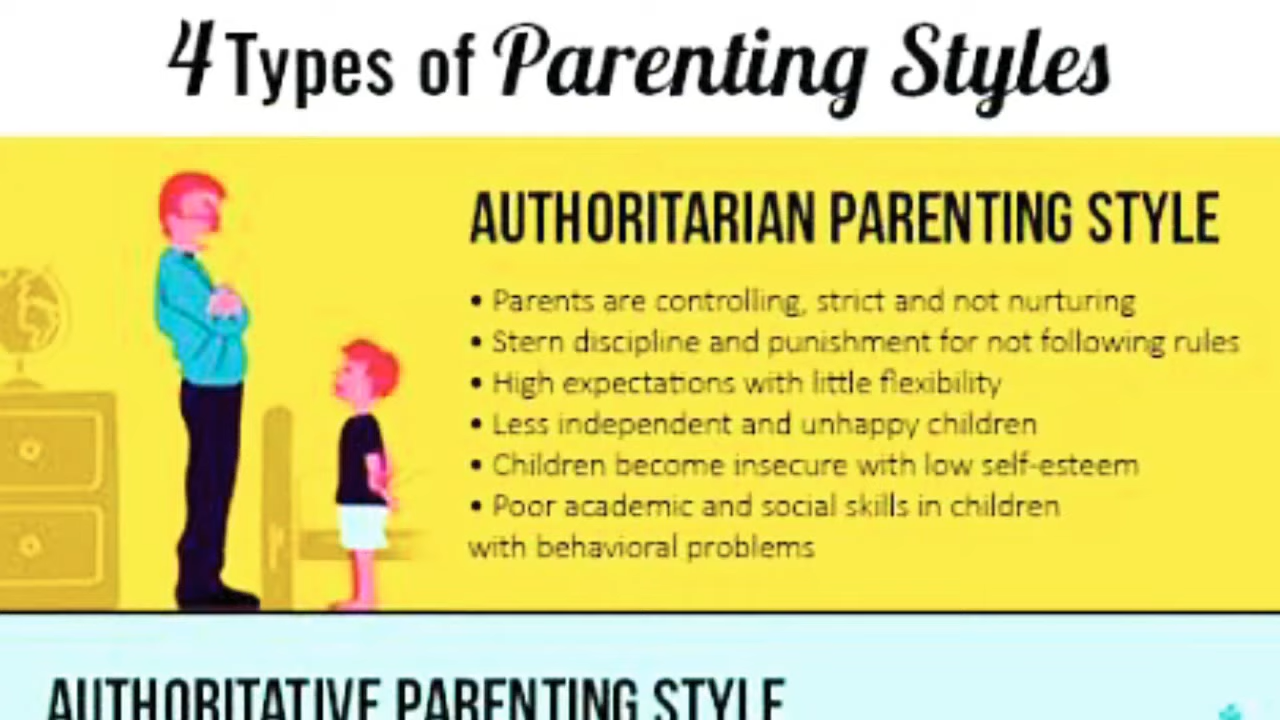 4 Types of Parenting Styles
AUTHORITARIAN PARENTING STYLE
• Parents are controlling, strict and not nurturing
• Stern discipline and punishment for not following rules
• High expectations with little flexibility
• Less independent and unhappy children
• Children become insecure with low self-esteem
• Poor academic and social skills in children
with behavioral problems
AUTHORITATIVE PARENTING STYLE